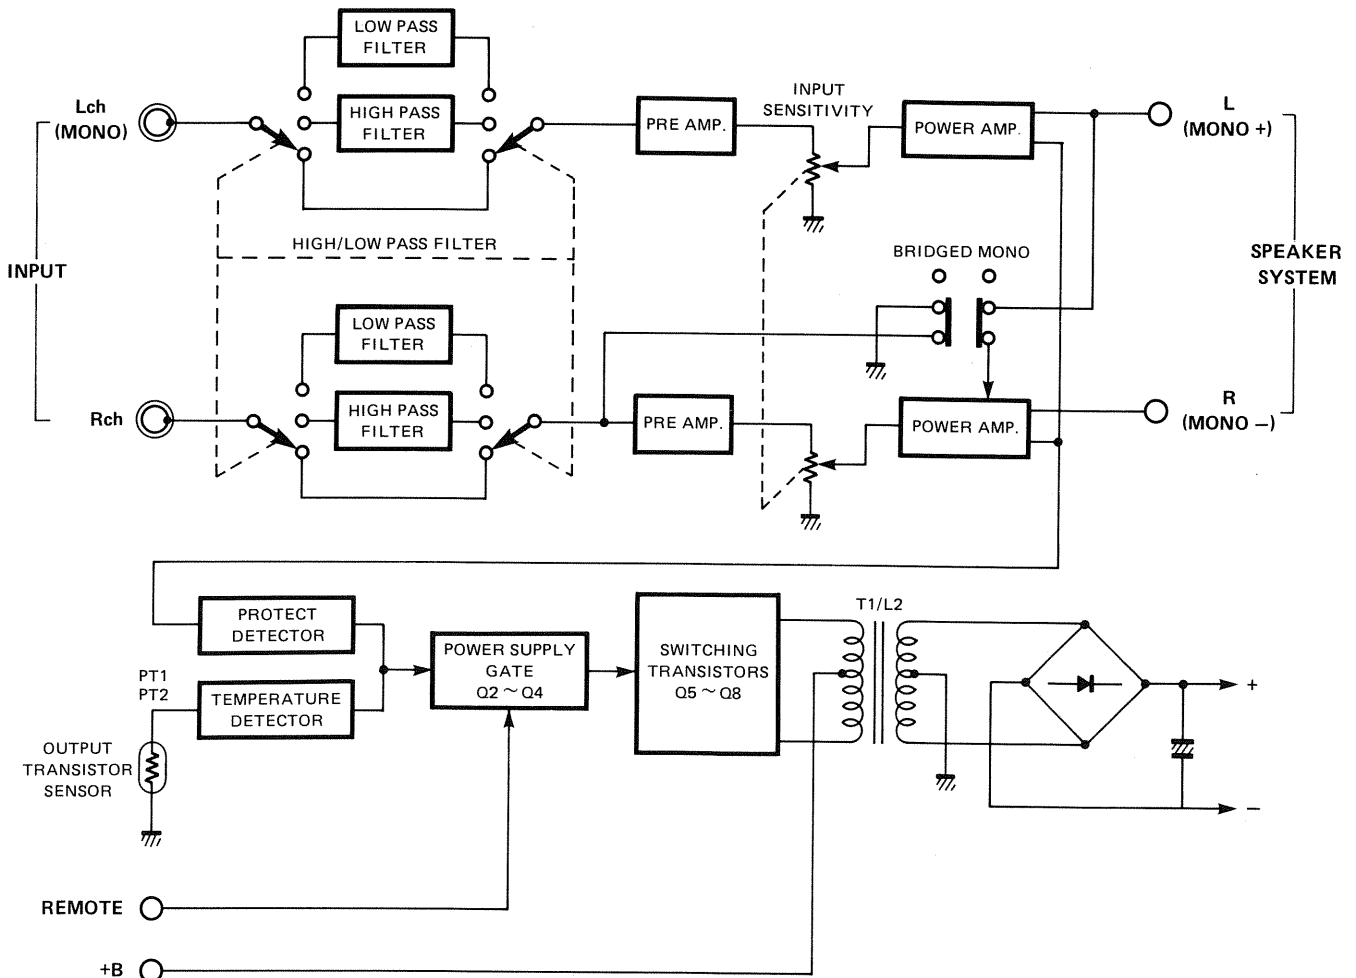 LOW PASS
FILTER
Lch
(MONO)
HIGH PASS
FILTER
PRE AMP.
INPUT
SENSITIVITY
POWER AMP.
L
(MONO +)
HIGH/LOW PASS FILTER
BRIDGED MONO
INPUT
SPEAKER
SYSTEM
LOW PASS
FILTER
Rch
HIGH PASS
FILTER
PRE AMP.
POWER AMP.
R
(MONO –)
PROTECT
DETECTOR
PT1
PT2
TEMPERATURE
DETECTOR
POWER SUPPLY
GATE
Q2 ~ Q4
SWITCHING
TRANSISTORS
Q5 ~ Q8
T1/L2
+
–
OUTPUT
TRANSISTOR
SENSOR
REMOTE
+B